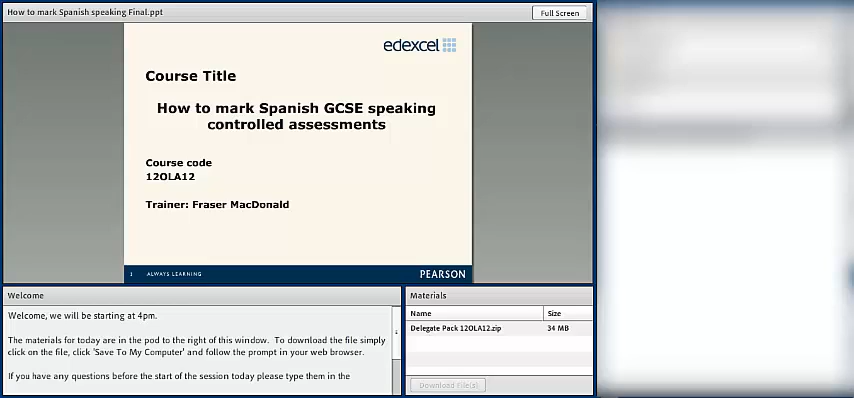 How to mark Spanish speaking Final.ppt
Full Screen
edexcel
Course Title
How to mark Spanish GCSE speaking
controlled assessments
Course code
12OLA12
Trainer: Fraser MacDonald
1 ALWAYS LEARNING
PEARSON
Welcome
Welcome, we will be starting at 4pm.
The materials for today are in the pod to the right of this window. To download the file simply
click on the file, click 'Save To My Computer' and follow the prompt in your web browser.
If you have any questions before the start of the session today please type them in the
Materials
Name Size
Delegate Pack 12OLA12.zip 34 MB
Download File(s)